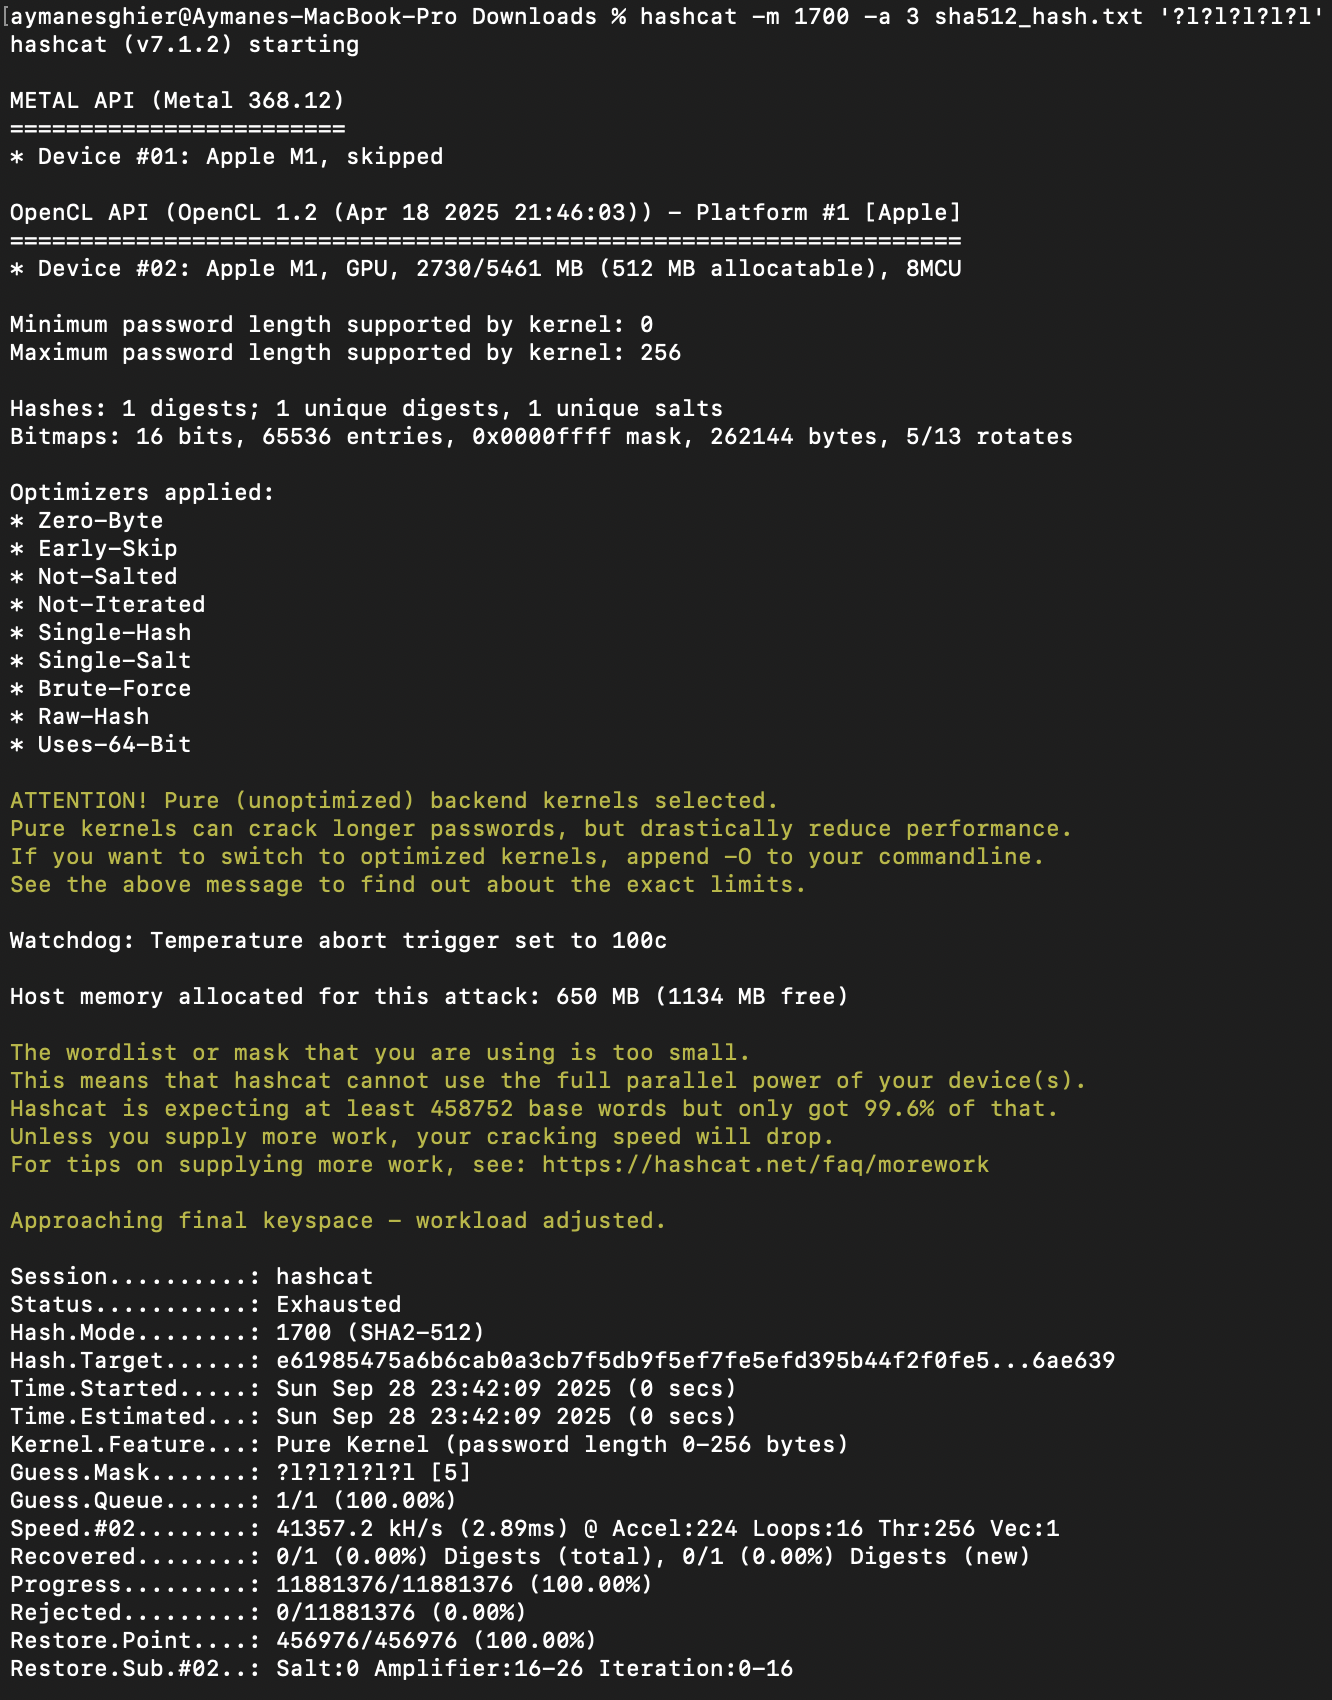 [aymanesghier@Aymanes-MacBook-Pro Downloads % hashcat -m 1700 -a 3 sha512_hash.txt '?l?l?l?l?l'
hashcat (v7.1.2) starting
METAL API (Metal 368.12)
========================
* Device #01: Apple M1, skipped
OpenCL API (OpenCL 1.2 (Apr 18 2025 21:46:03)) - Platform #1 [Apple]
====================================================================
* Device #02: Apple M1, GPU, 2730/5461 MB (512 MB allocatable), 8MCU
Minimum password length supported by kernel: 0
Maximum password length supported by kernel: 256
Hashes: 1 digests; 1 unique digests, 1 unique salts
Bitmaps: 16 bits, 65536 entries, 0x0000ffff mask, 262144 bytes, 5/13 rotates
Optimizers applied:
* Zero-Byte
* Early-Skip
* Not-Salted
* Not-Iterated
* Single-Hash
* Single-Salt
* Brute-Force
* Raw-Hash
* Uses-64-Bit
ATTENTION! Pure (unoptimized) backend kernels selected.
Pure kernels can crack longer passwords, but drastically reduce performance.
If you want to switch to optimized kernels, append -O to your commandline.
See the above message to find out about the exact limits.
Watchdog: Temperature abort trigger set to 100c
Host memory allocated for this attack: 650 MB (1134 MB free)
The wordlist or mask that you are using is too small.
This means that hashcat cannot use the full parallel power of your device(s).
Hashcat is expecting at least 458752 base words but only got 99.6% of that.
Unless you supply more work, your cracking speed will drop.
For tips on supplying more work, see: https://hashcat.net/faq/morework
Approaching final keyspace - workload adjusted.
Session..........: hashcat
Status...........: Exhausted
Hash.Mode........: 1700 (SHA2-512)
Hash.Target......: e61985475a6b6cab0a3cb7f5db9f5ef7fe5efd395b44f2f0fe5...6ae639
Time.Started.....: Sun Sep 28 23:42:09 2025 (0 secs)
Time.Estimated...: Sun Sep 28 23:42:09 2025 (0 secs)
Kernel.Feature...: Pure Kernel (password length 0-256 bytes)
Guess.Mask.......: ?l?l?l?l?l [5]
Guess.Queue......: 1/1 (100.00%)
Speed.#02........: 41357.2 kH/s (2.89ms) @ Accel:224 Loops:16 Thr:256 Vec:1
Recovered........: 0/1 (0.00%) Digests (total), 0/1 (0.00%) Digests (new)
Progress.........: 11881376/11881376 (100.00%)
Rejected.........: 0/11881376 (0.00%)
Restore.Point....: 456976/456976 (100.00%)
Restore.Sub.#02..: Salt:0 Amplifier:16-26 Iteration:0-16